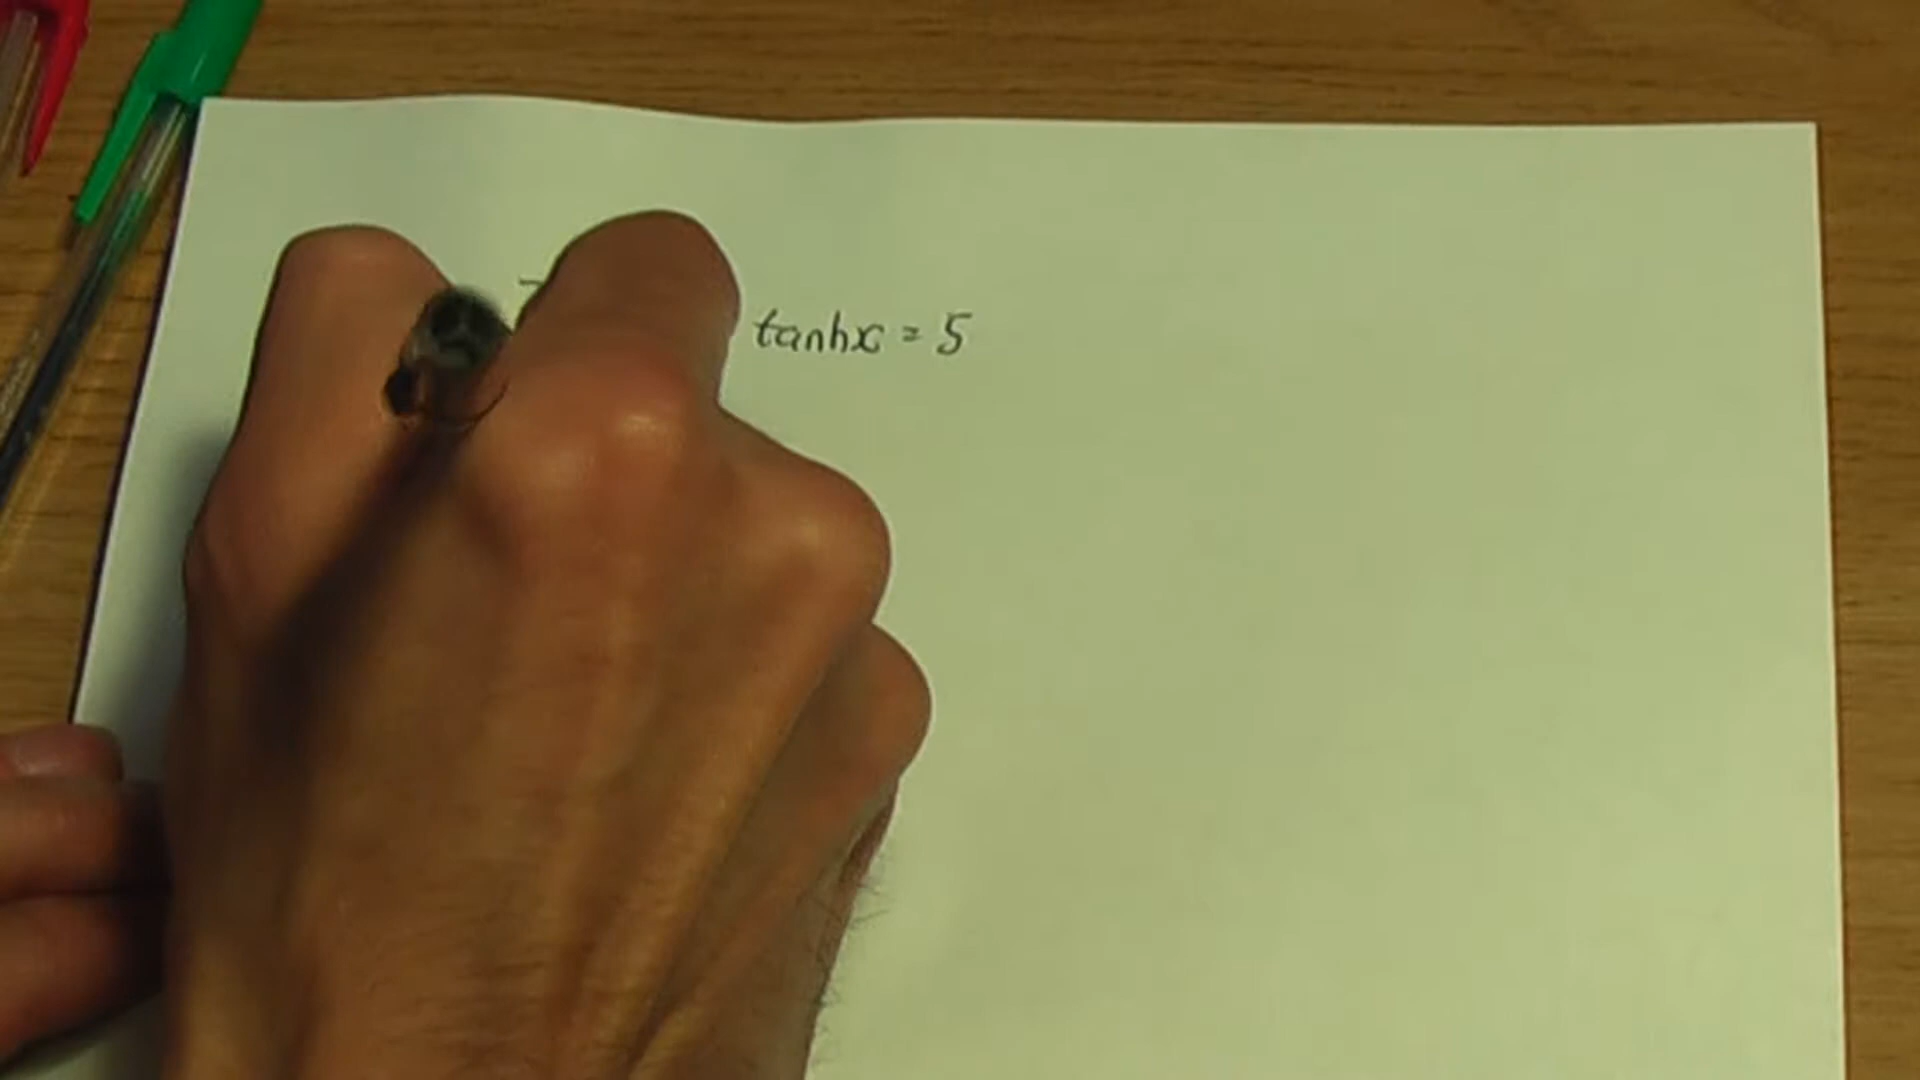 tanhx = 5